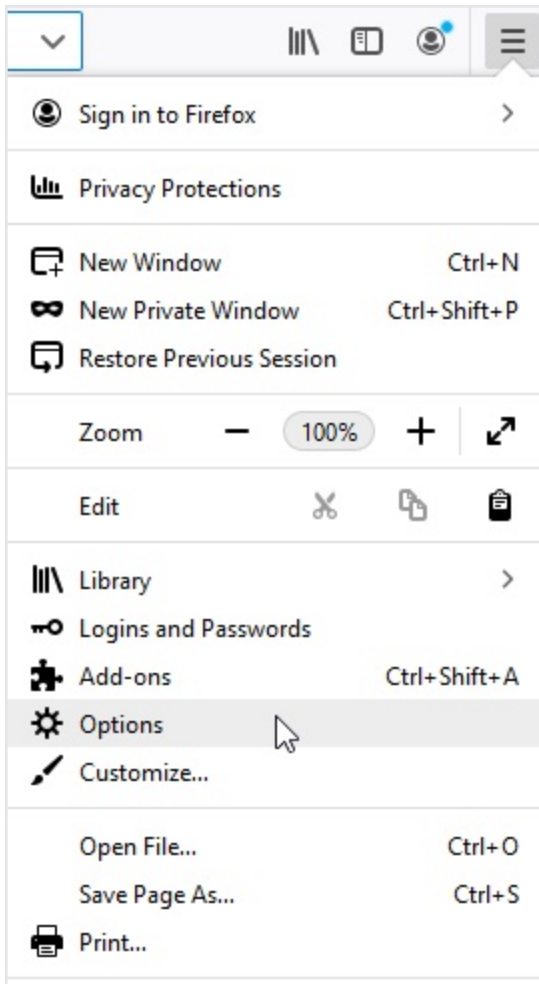 Sign in to Firefox
Privacy Protections
New Window Ctrl+N
New Private Window Ctrl+Shift+P
Restore Previous Session
Zoom 100%
Edit
Library
Logins and Passwords
Add-ons Ctrl+Shift+A
Options
Customize...
Open File... Ctrl+O
Save Page As... Ctrl+S
Print...